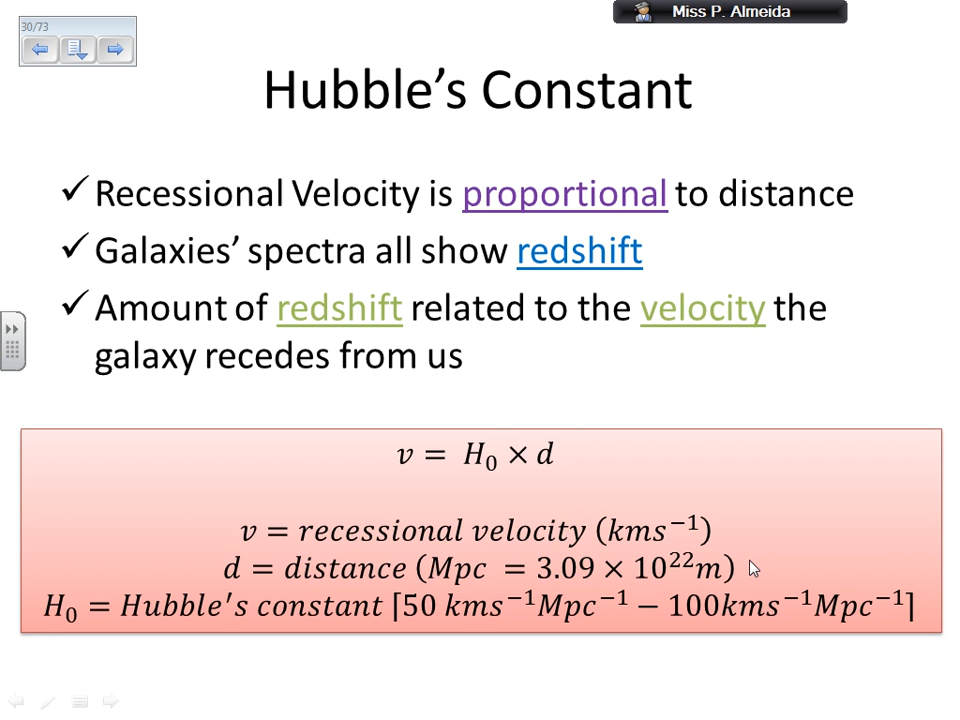 30/73
Miss P. Almeida
Hubble’s Constant
✓ Recessional Velocity is proportional to distance
✓ Galaxies’ spectra all show redshift
✓ Amount of redshift related to the velocity the
galaxy recedes from us
v = H₀ × d
v = recessional velocity (kms⁻¹)
d = distance (Mpc = 3.09 × 10²²m)
H₀ = Hubble′s constant ⌈50 kms⁻¹Mpc⁻¹ − 100kms⁻¹Mpc⁻¹⌉